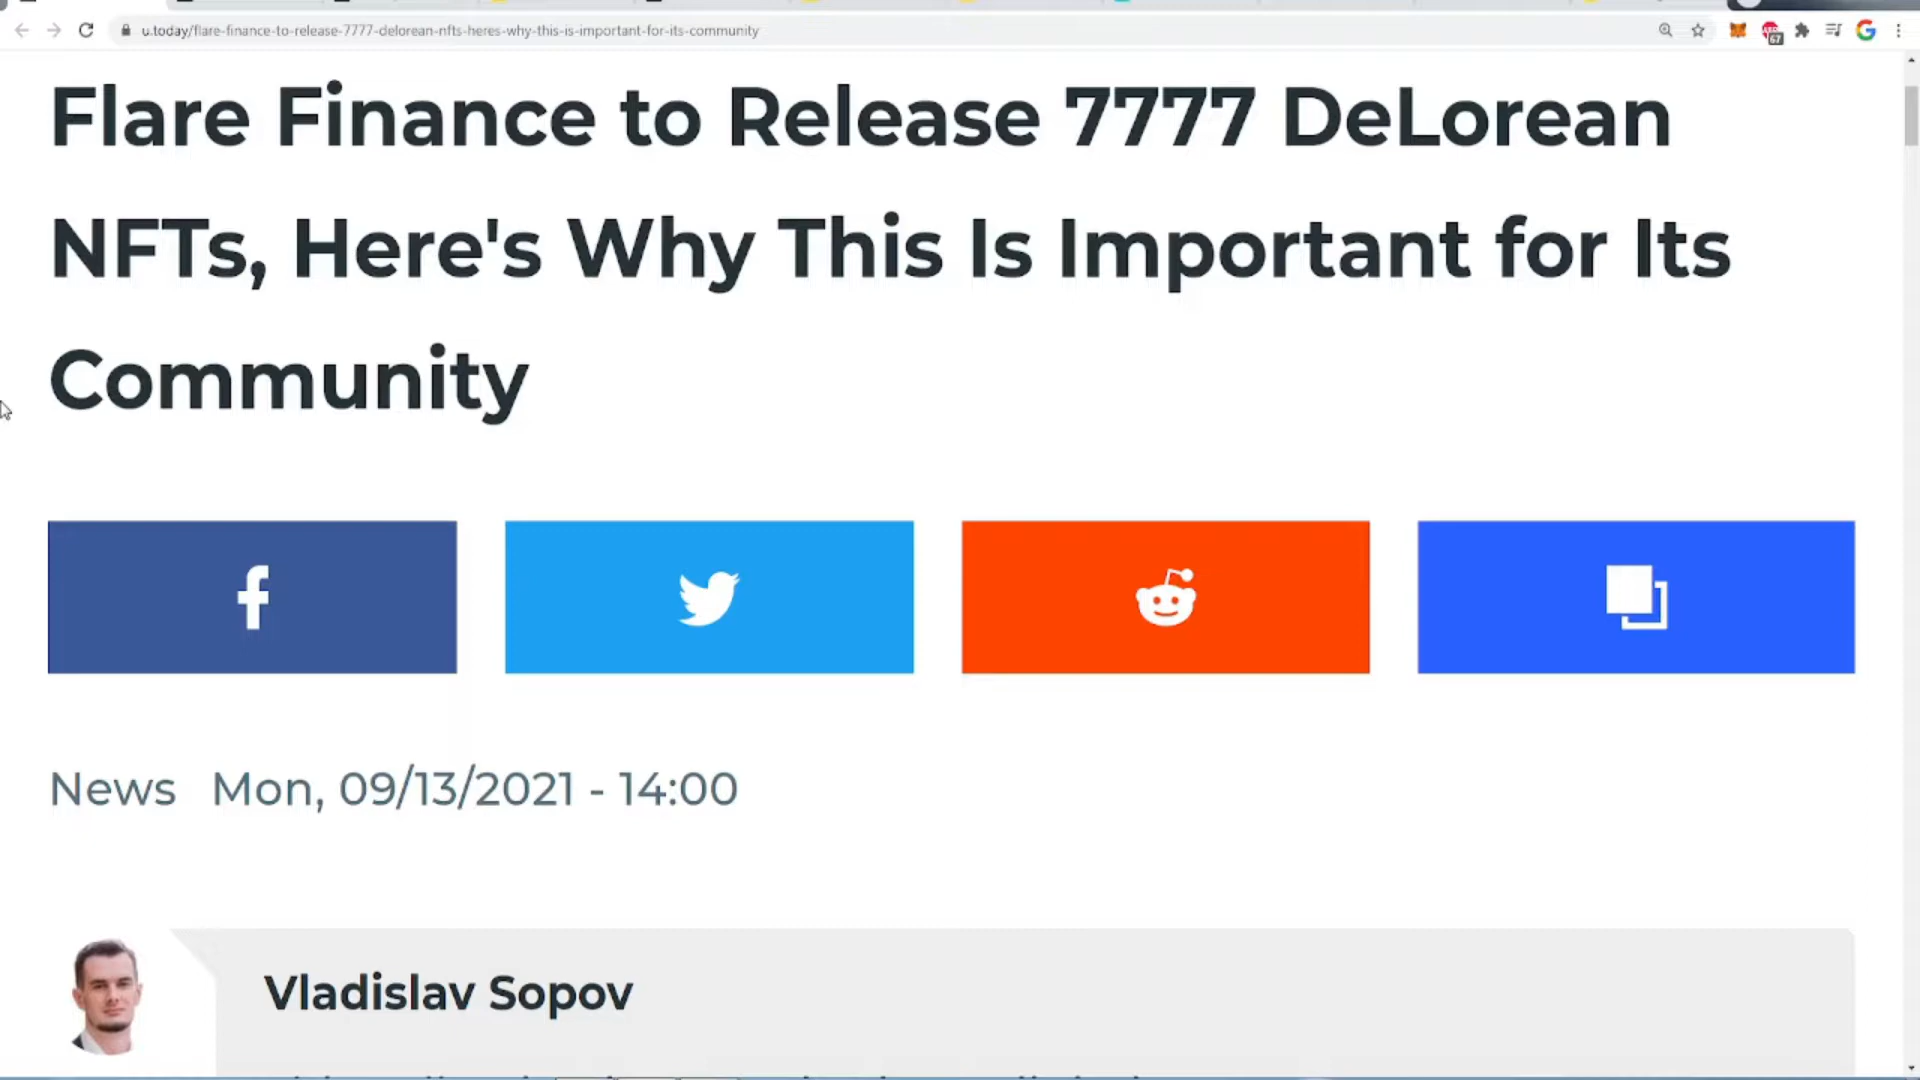 u.today/flare-finance-to-release-7777-delorean-nfts-heres-why-this-is-important-for-its-community
67
Flare Finance to Release 7777 DeLorean
NFTs, Here's Why This Is Important for Its
Community
News Mon, 09/13/2021 - 14:00
Vladislav Sopov